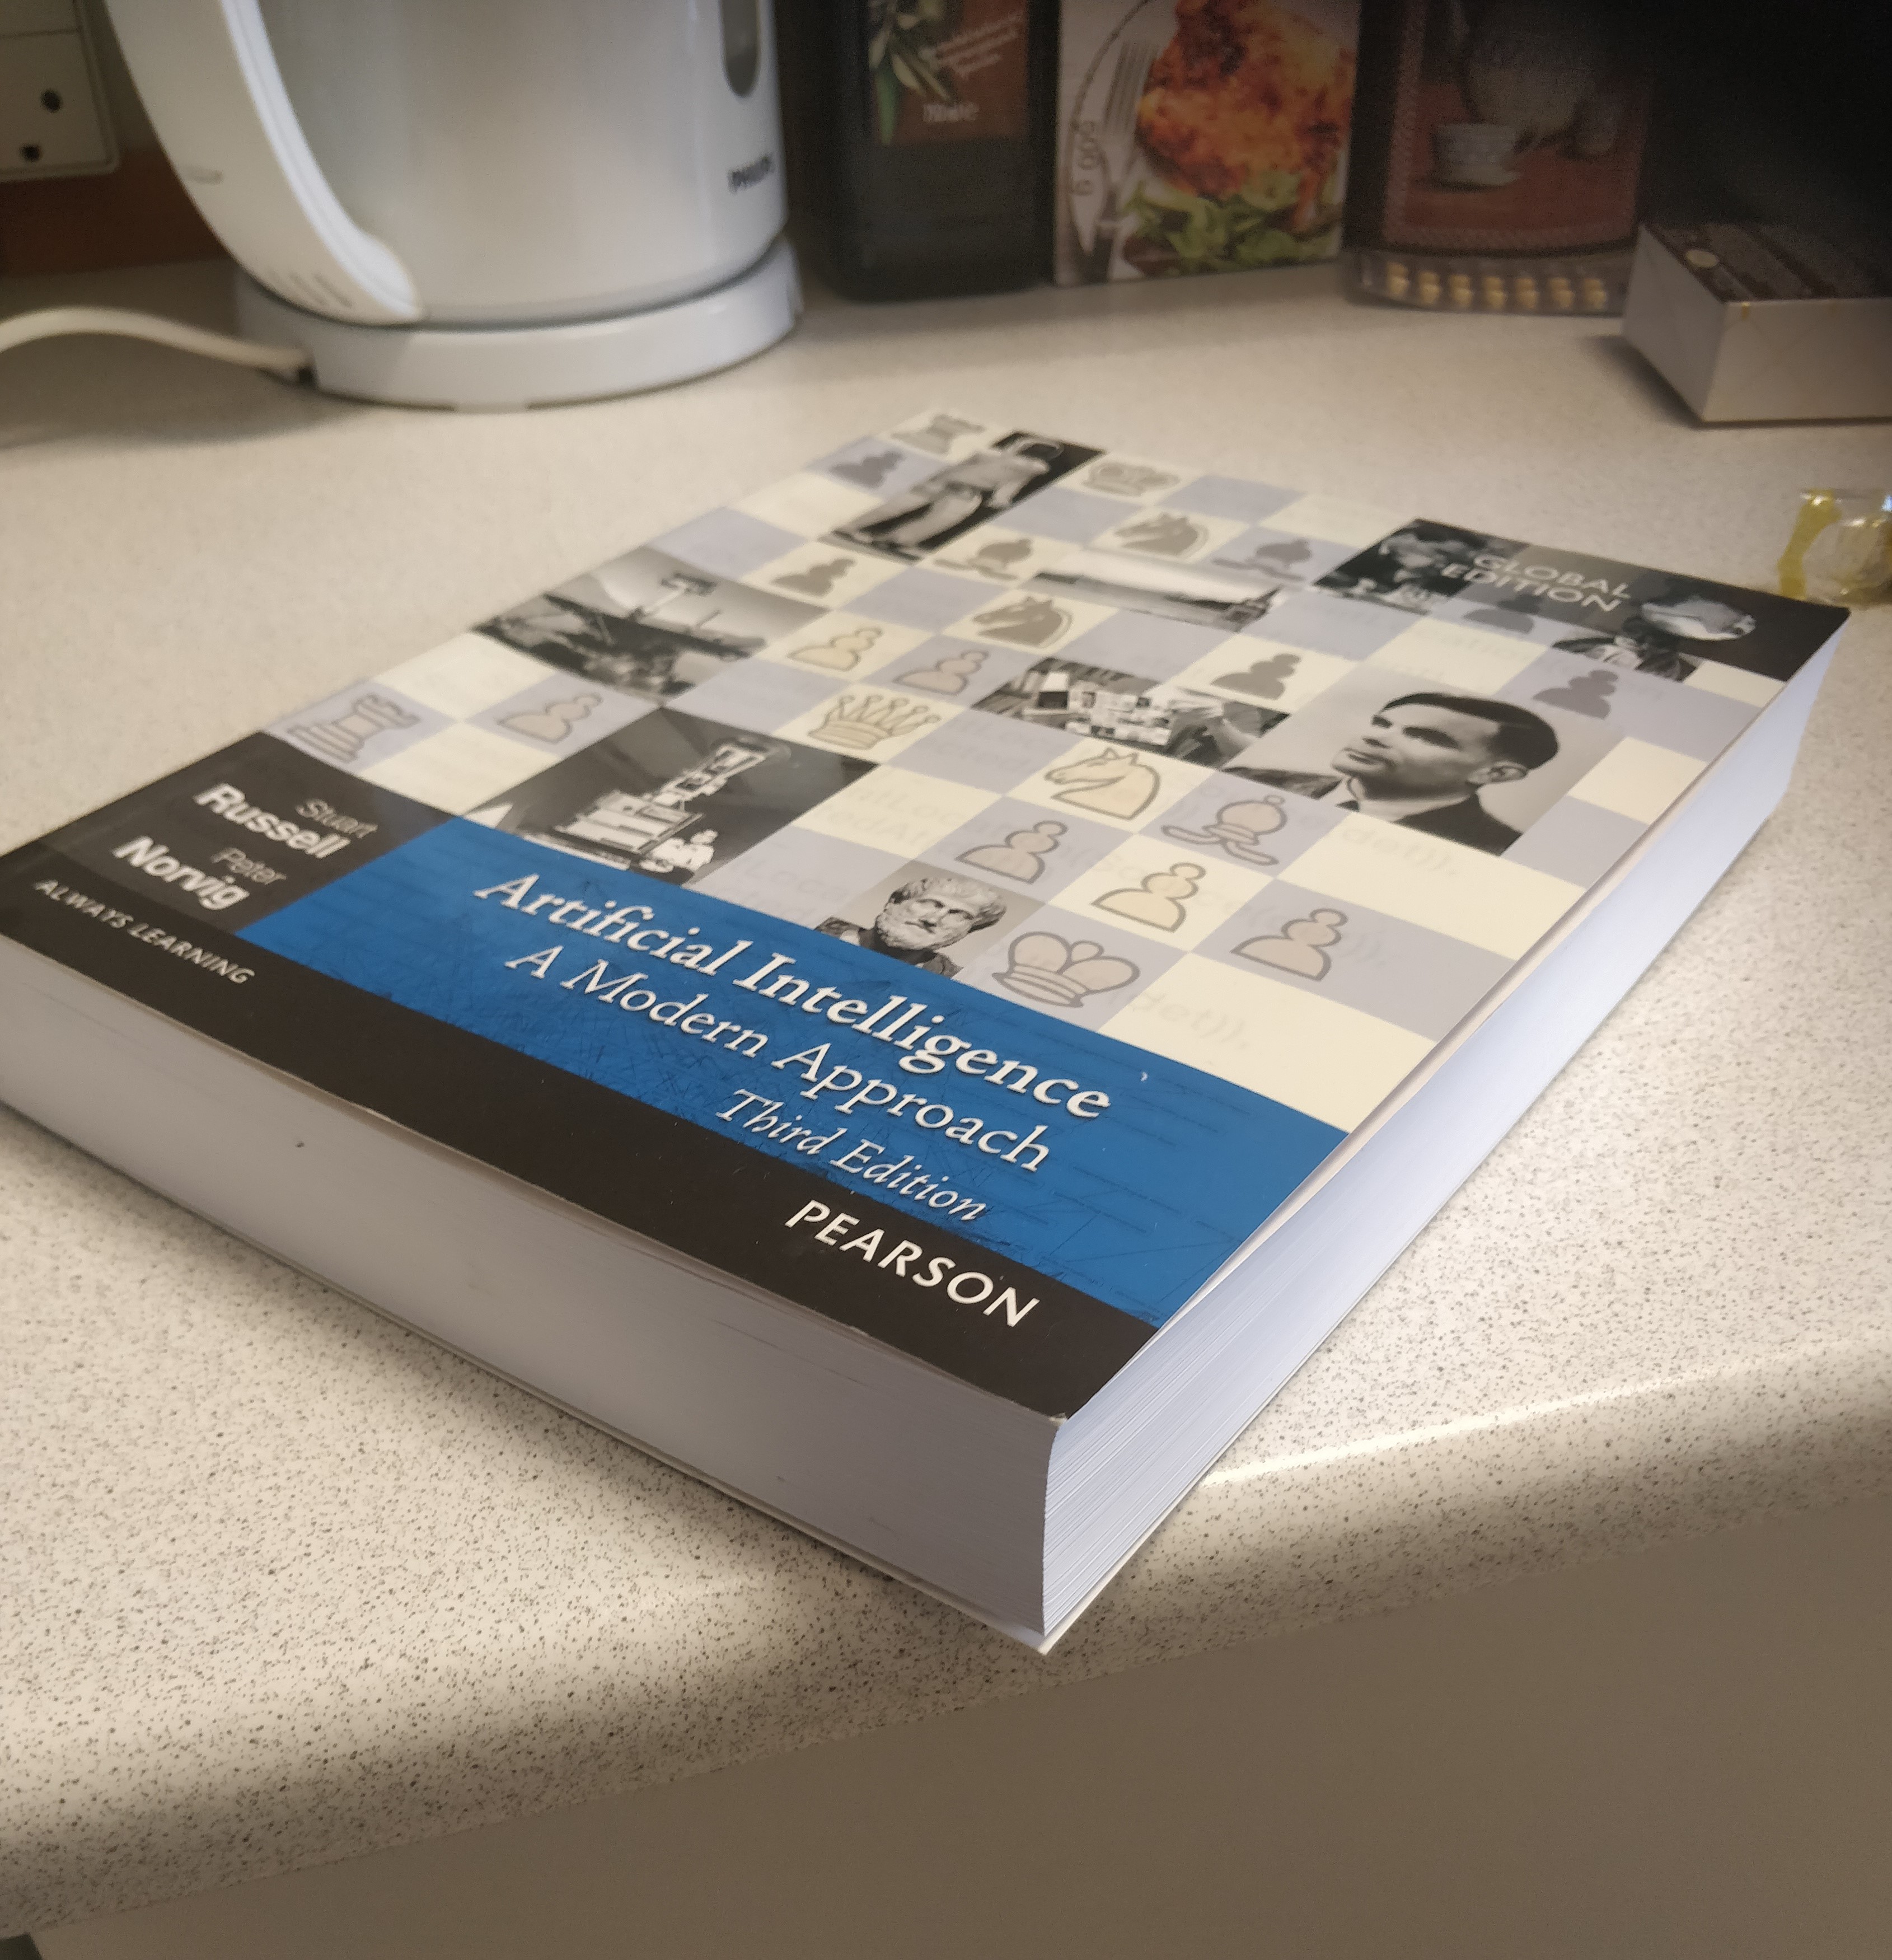 PHILIPS
GLOBAL
EDITION
Stuart
Russell
Peter
Norvig
Artificial Intelligence
A Modern Approach
Third Edition
ALWAYS LEARNING
PEARSON